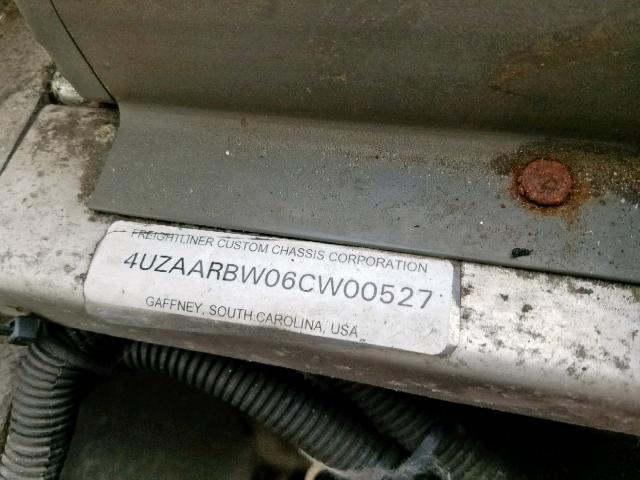 FREIGHTLINER CUSTOM CHASSIS CORPORATION
4UZAARBW06CW00527
GAFFNEY, SOUTH CAROLINA, USA